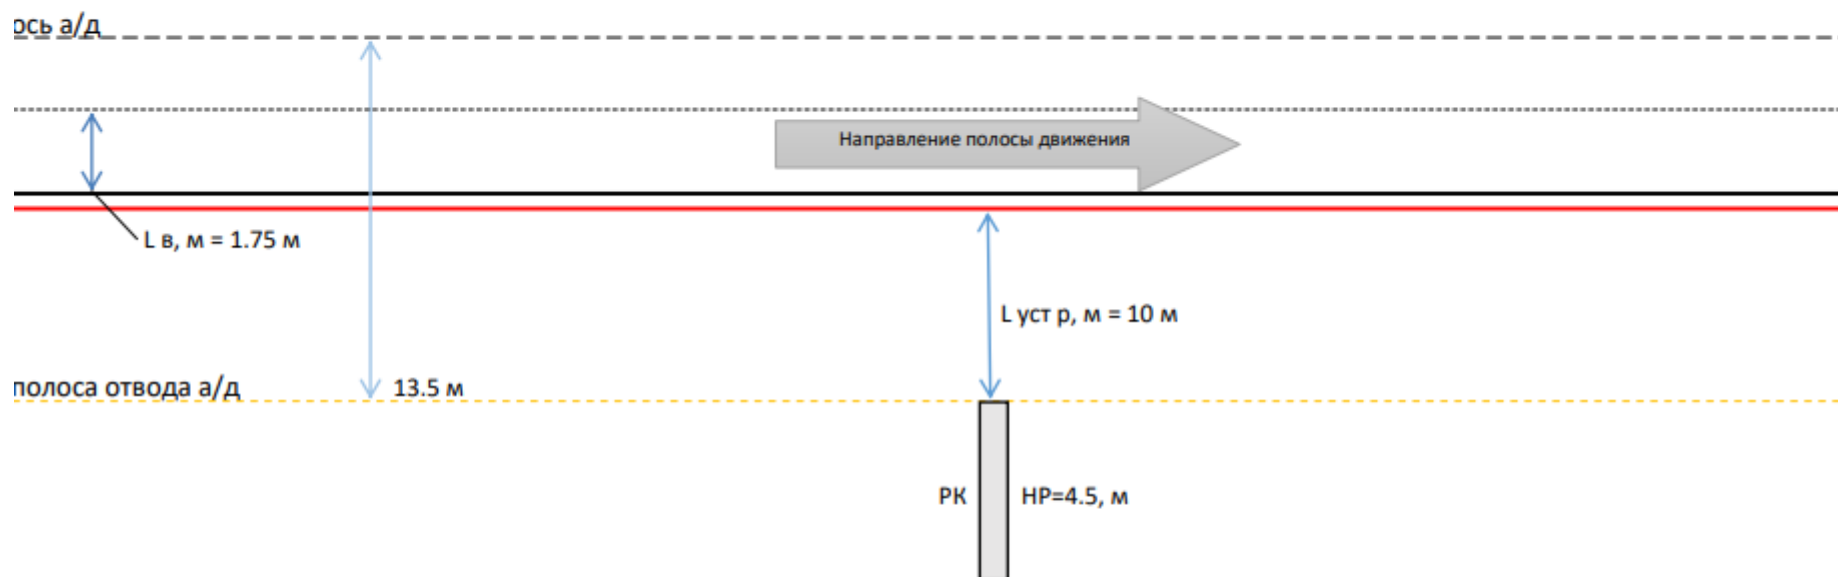 ось а/д
Направление полосы движения
L в, м = 1.75 м
L уст р, м = 10 м
полоса отвода а/д
13.5 м
РК
НР=4.5, м